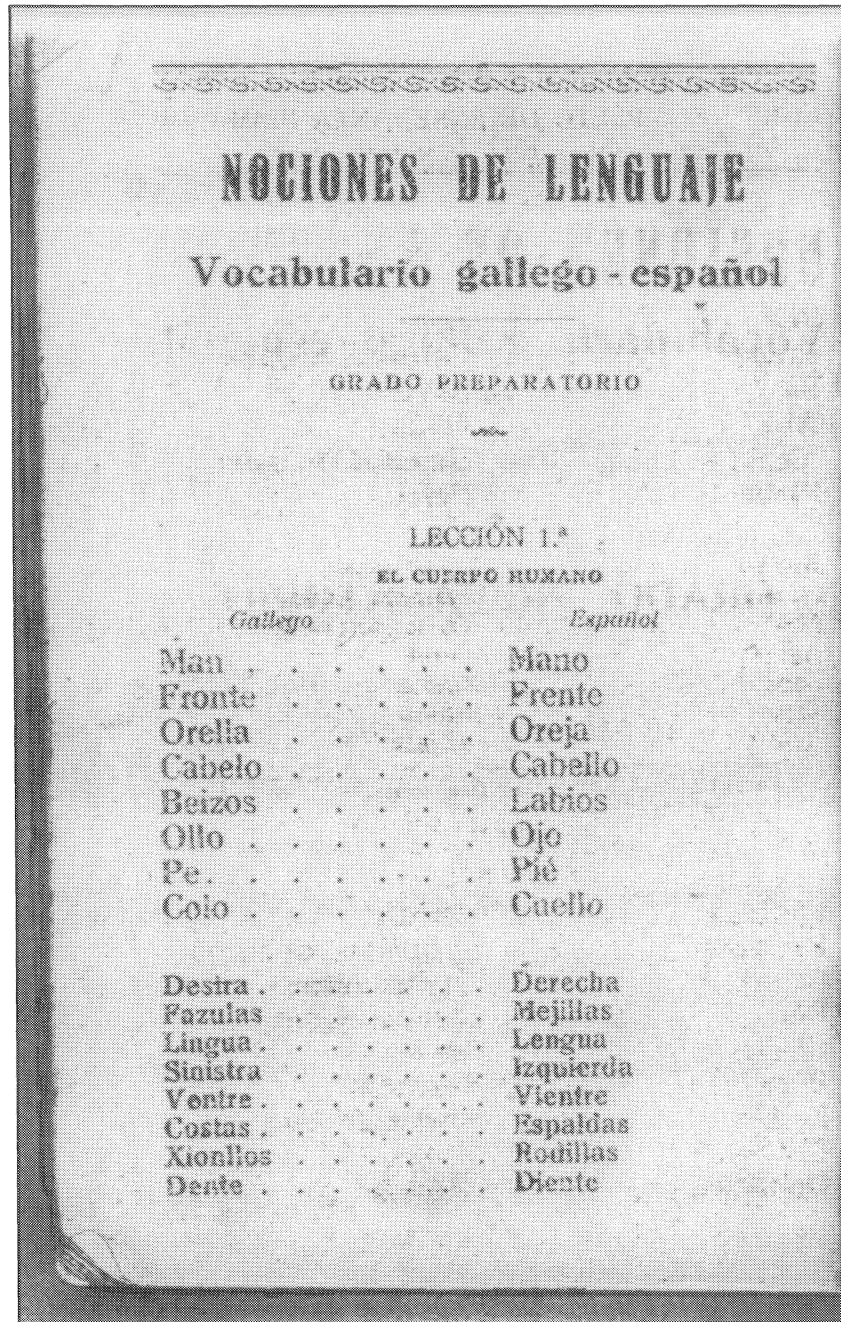 NOCIONES DE LENGUAJE
Vocabulario gallego - español
GRADO PREPARATORIO
LECCIÓN 1.ª
EL CUERPO HUMANO
Gallego Español
Man . . . . . . Mano
Fronte . . . . . Frente
Orella . . . . . Oreja
Cabelo . . . . . Cabello
Beizos . . . . . Labios
Ollo . . . . . . Ojo
Pe . . . . . . . Pié
Colo . . . . . . Cuello
Destra . . . . . . . Derecha
Fazulas . . . . . . Mejillas
Lingua . . . . . . . Lengua
Sinistra . . . . . . Izquierda
Ventre . . . . . . . Vientre
Costas . . . . . . . Espaldas
Xionllos . . . . . . Rodillas
Dente . . . . . . . Diente